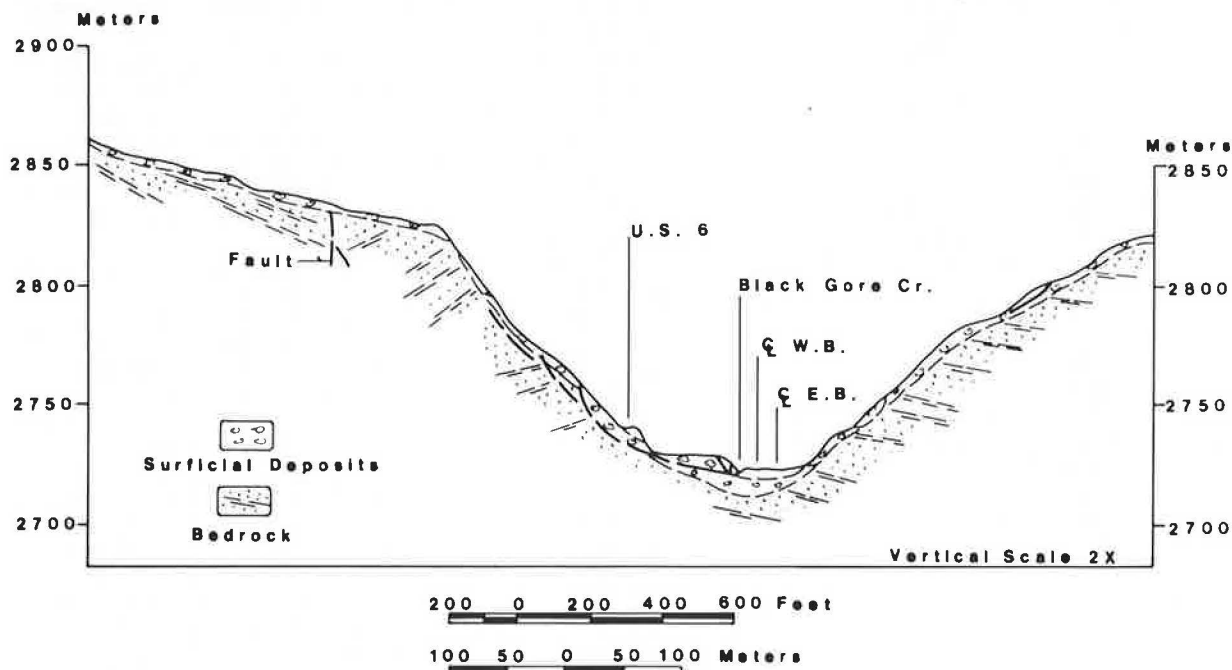 Meters
2900
2850
2800
2750
2700
Meters
2850
2800
2750
2700
Fault
U.S. 6
Black Gore Cr.
℄ W.B.
℄ E.B.
Surficial Deposits
Bedrock
Vertical Scale 2X
200 0 200 400 600 Feet
100 50 0 50 100 Meters